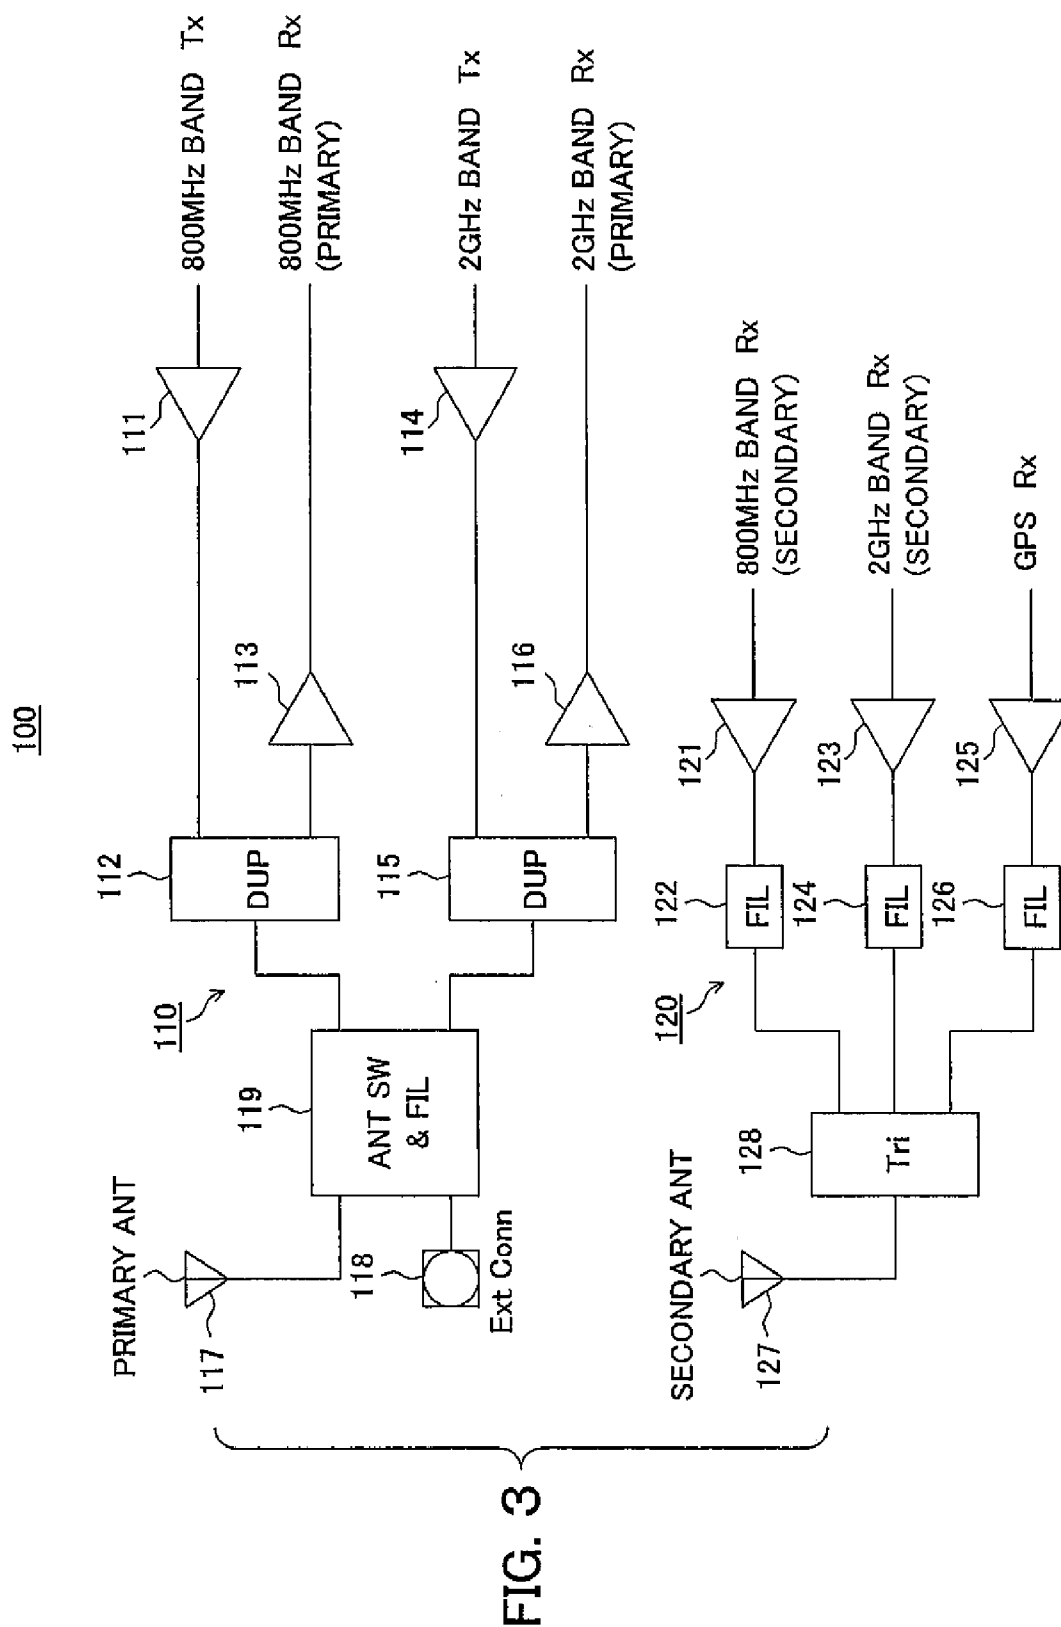 100
PRIMARY ANT
117
118
Ext Conn
119
ANT SW
& FIL
110
112
DUP
115
DUP
113
116
111
114
800MHz BAND Tx
800MHz BAND Rx
(PRIMARY)
2GHz BAND Tx
2GHz BAND Rx
(PRIMARY)
SECONDARY ANT
127
128
Tri
120
122
FIL
124
FIL
126
FIL
121
123
125
800MHz BAND Rx
(SECONDARY)
2GHz BAND Rx
(SECONDARY)
GPS Rx
FIG. 3